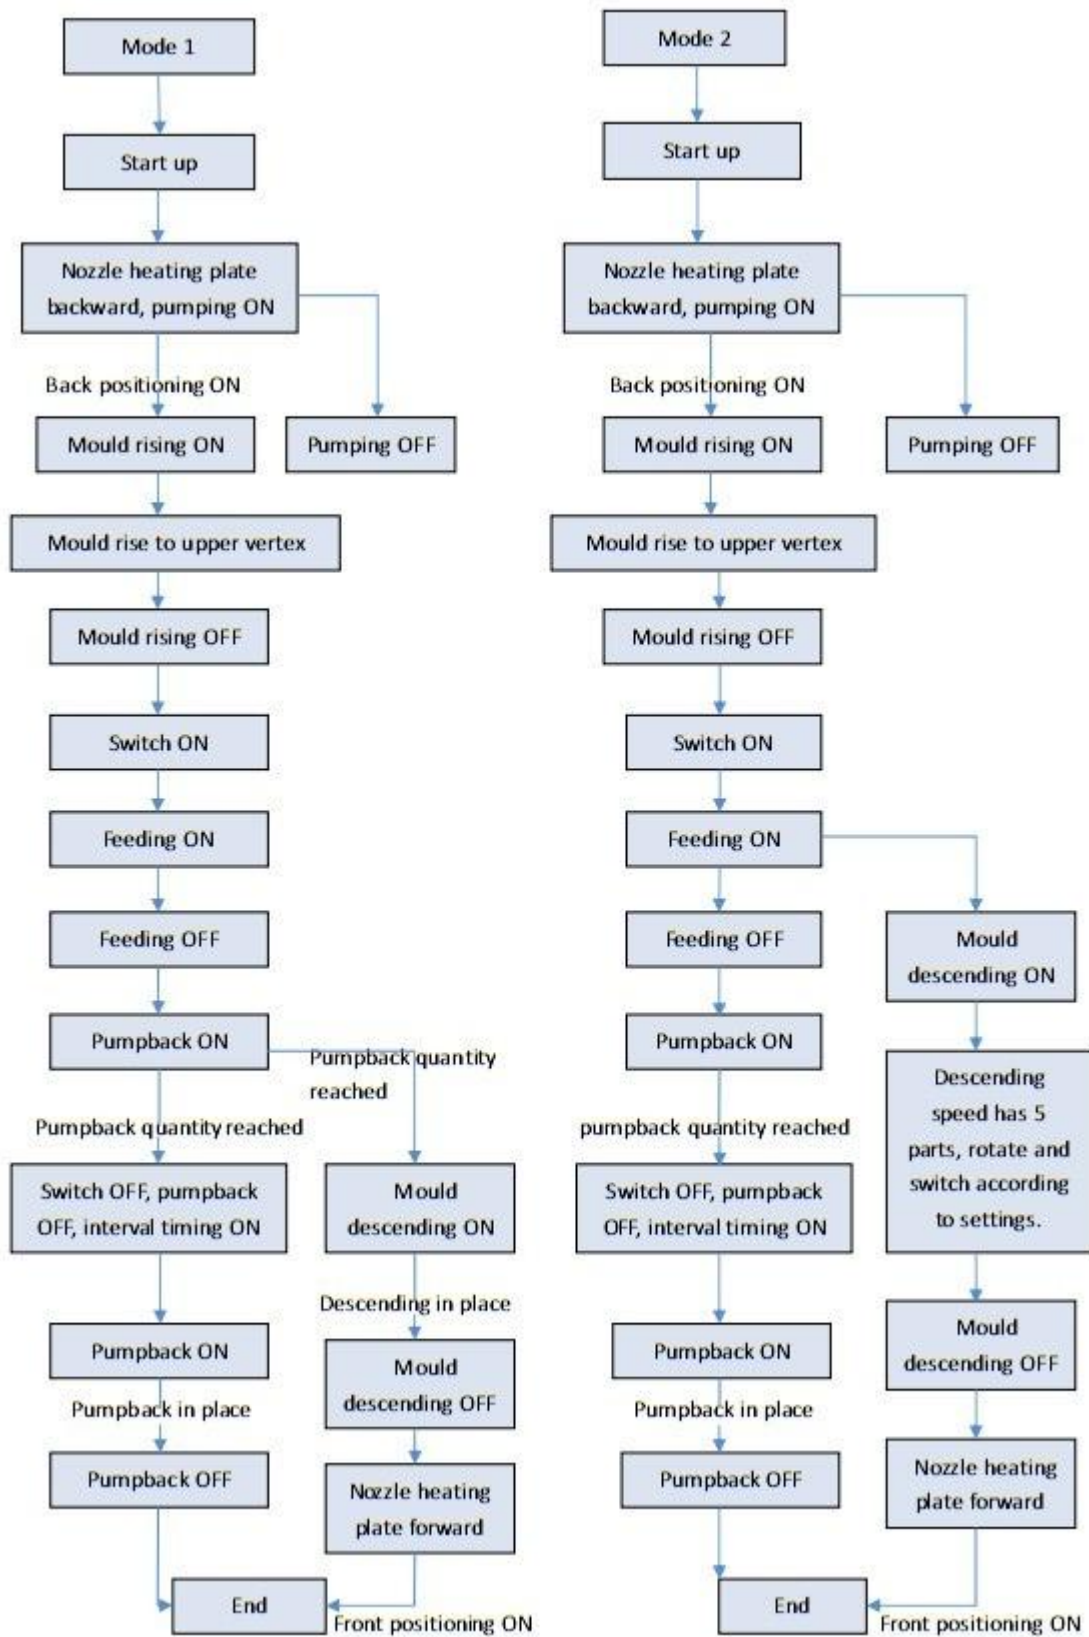 Mode 1
Start up
Nozzle heating plate
backward, pumping ON
Back positioning ON
Mould rising ON
Pumping OFF
Mould rise to upper vertex
Mould rising OFF
Switch ON
Feeding ON
Feeding OFF
Pumpback ON
Pumpback quantity
reached
Pumpback quantity reached
Switch OFF, pumpback
OFF, interval timing ON
Mould
descending ON
Descending in place
Pumpback ON
Mould
descending OFF
Pumpback in place
Pumpback OFF
Nozzle heating
plate forward
End
Front positioning ON
Mode 2
Start up
Nozzle heating plate
backward, pumping ON
Back positioning ON
Mould rising ON
Pumping OFF
Mould rise to upper vertex
Mould rising OFF
Switch ON
Feeding ON
Feeding OFF
Mould
descending ON
Pumpback ON
Descending
speed has 5
parts, rotate and
switch according
to settings.
pumpback quantity reached
Switch OFF, pumpback
OFF, interval timing ON
Pumpback ON
Mould
descending OFF
Pumpback in place
Pumpback OFF
Nozzle heating
plate forward
End
Front positioning ON